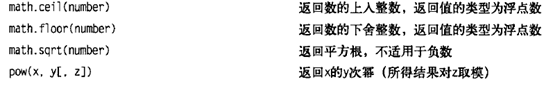 math.ceil(number) 返回数的上入整数，返回值的类型为浮点数
math.floor(number) 返回数的下舍整数，返回值的类型为浮点数
math.sqrt(number) 返回平方根，不适用于负数
pow(x, y[, z]) 返回x的y次幂（所得结果对z取模）